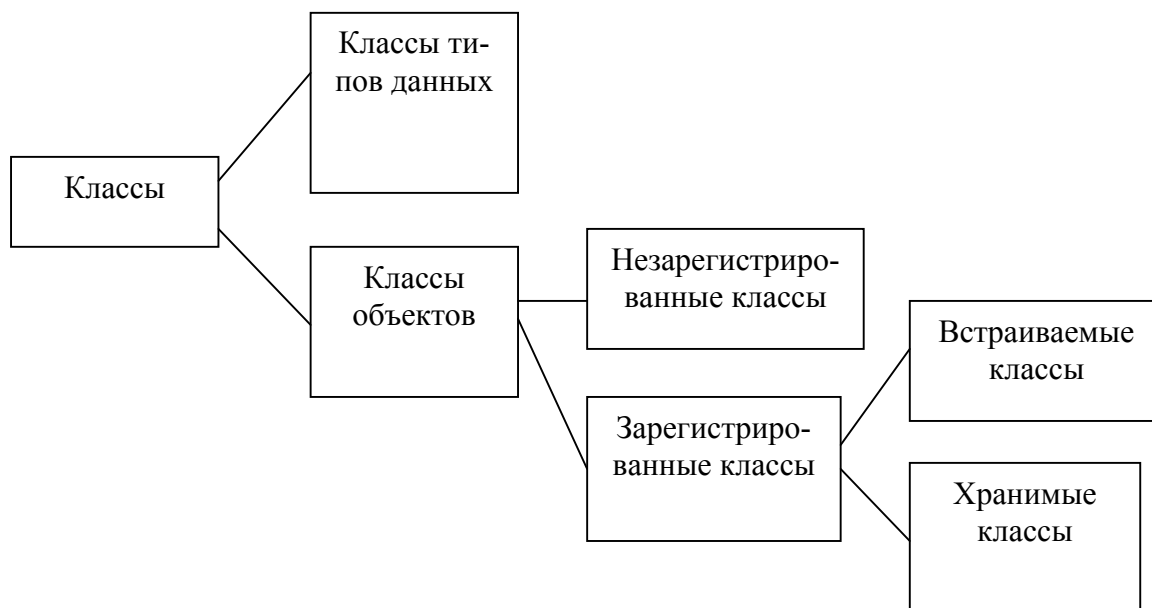 Классы ти-
пов данных
Классы
Классы
объектов
Незарегистриро-
ванные классы
Встраиваемые
классы
Зарегистриро-
ванные классы
Хранимые
классы